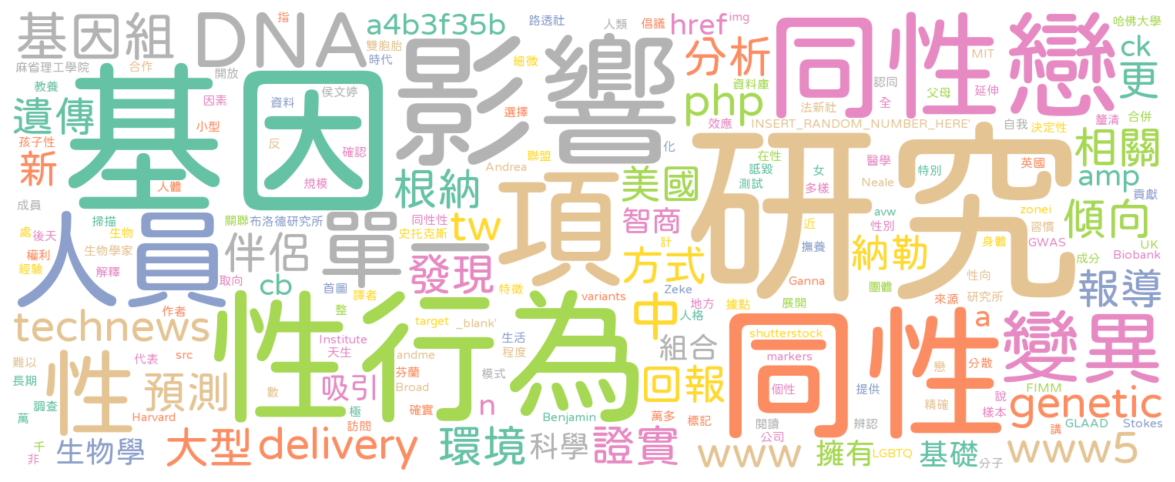 基因組
DNA
a4b3f35b
路透社
指
倡議
人類
href
img
同性戀
哈佛大學
麻省理工學院
合作
開放
雙胞胎
時代
影響
細微
分析
資料庫
認同
MIT
父母
延伸
ck
更
教養
因素
資料
侯文婷
選擇
php
法新社
全
釐清
合併
遺傳
基因
小型
反
確認
效應
INSERT_RANDOM_NUMBER_HERE'
自我
決定性
孩子性
新
人體
規模
聯盟
化
Andrea
根納
項
美國
詆毀
測試
在性
女
多樣
研究
醫學
Neale
特別
英國
相關
amp
貢獻
成員
人員
掃描
生物
關聯
布洛德研究所
同性性
史托克斯
tw
智商
近
avw
性別
zonei
習慣
傾向
處
後天
權利
經驗
生物學家
解釋
取向
伴侶
單一
發現
計
撫養
納勒
身體
GWAS
UK
Biobank
成分
首圖
譯者
特徵
方式
Zeke
地方
據點
Ganna
展開
團體
性向
來源
研究所
報導
cb
整
variants
中
人格
technews
作者
代表
src
性行為
target
_blank'
生活
程度
組合
shutterstock
同性
a
變異
難以
長期
性
預測
Institute
天生
吸引
andme
芬蘭
Broad
模式
回報
markers
個性
提供
戀
分散
說
樣本
FIMM
genetic
萬
調查
Harvard
數
極
確實
n
Benjamin
萬多
標記
閱讀
公司
辨認
精確
講
GLAAD
Stokes
千
非
生物學
大型
delivery
訪問
環境
科學
證實
www
擁有
LGBTQ
基礎
分子
www5